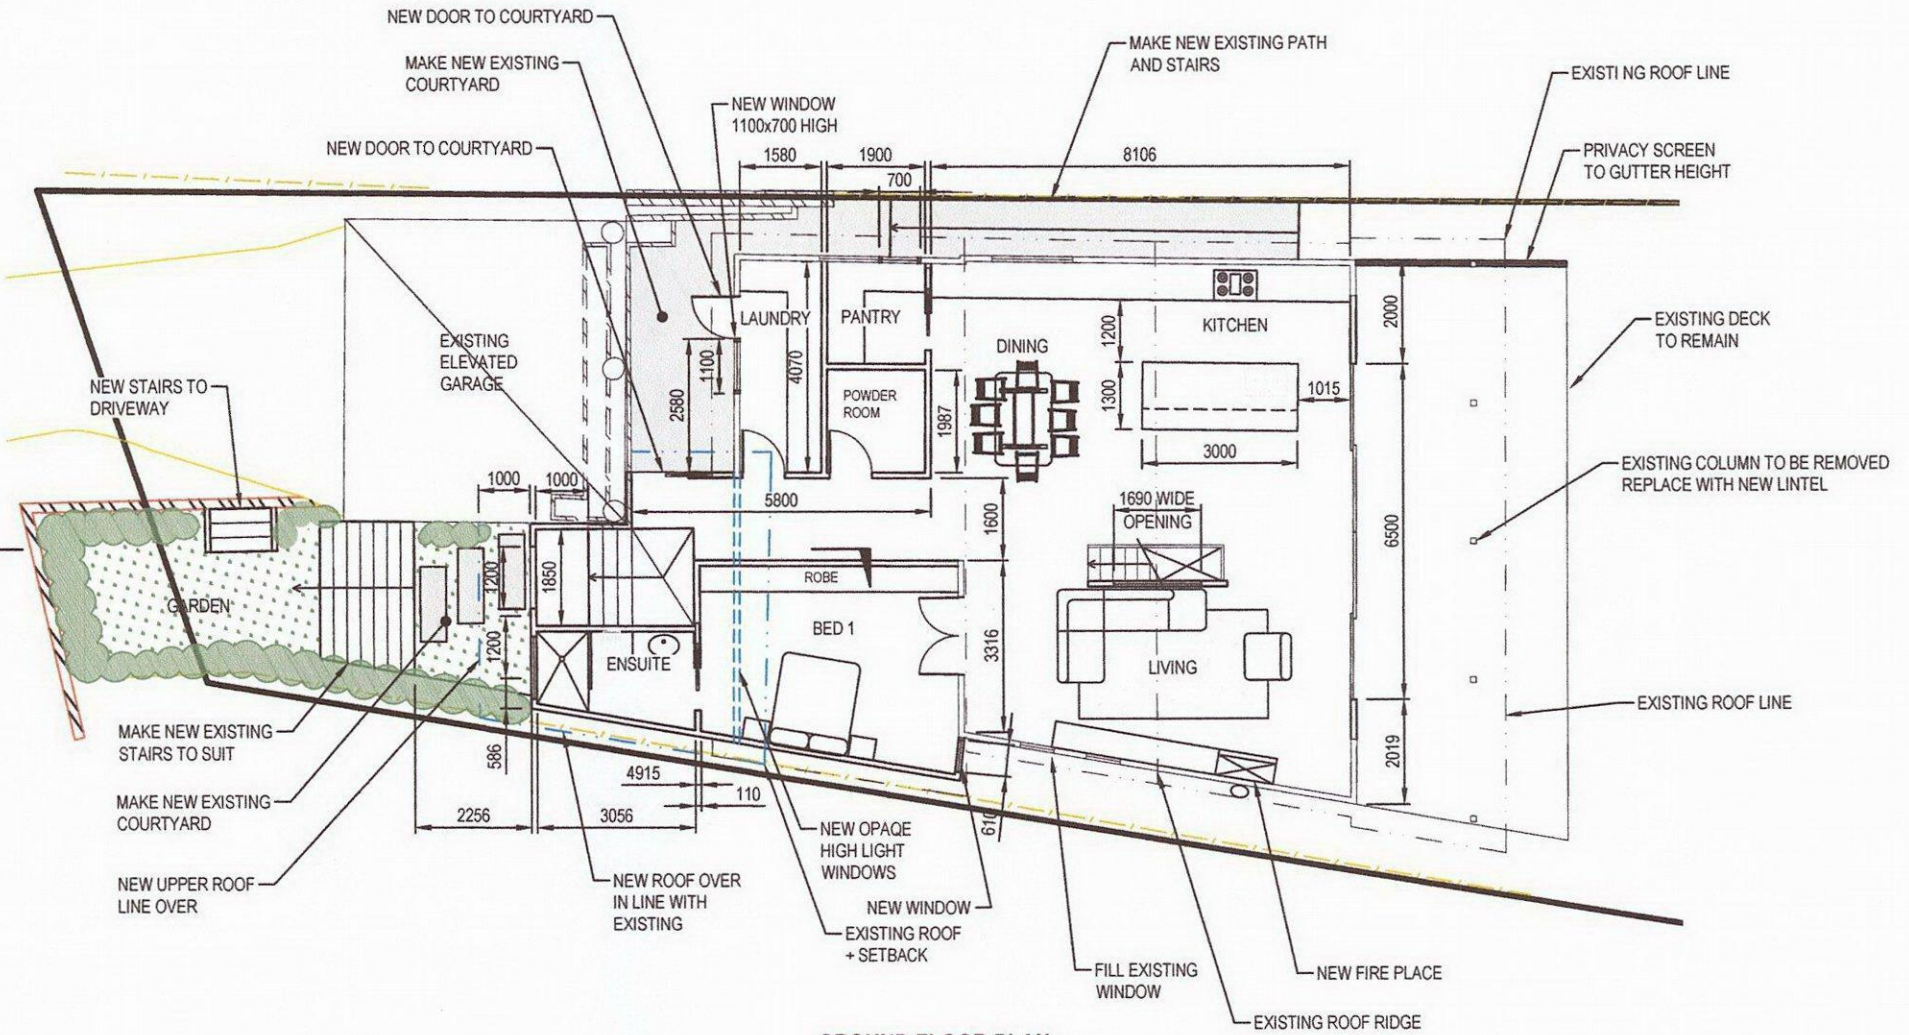 NEW DOOR TO COURTYARD
MAKE NEW EXISTING
COURTYARD
NEW WINDOW
1100x700 HIGH
NEW DOOR TO COURTYARD
MAKE NEW EXISTING PATH
AND STAIRS
EXISTING ROOF LINE
PRIVACY SCREEN
TO GUTTER HEIGHT
1580
1900
8106
700
LAUNDRY
PANTRY
KITCHEN
DINING
EXISTING
ELEVATED
GARAGE
EXISTING DECK
TO REMAIN
NEW STAIRS TO
DRIVEWAY
POWDER
ROOM
2580
1100
4070
1987
1200
1300
1015
3000
2000
6500
2019
EXISTING COLUMN TO BE REMOVED
REPLACE WITH NEW LINTEL
1000
1000
5800
1600
1690 WIDE
OPENING
1200
1850
ROBE
GARDEN
1200
ENSUITE
BED 1
3316
LIVING
EXISTING ROOF LINE
MAKE NEW EXISTING
STAIRS TO SUIT
586
4915
110
610
2256
3056
MAKE NEW EXISTING
COURTYARD
NEW UPPER ROOF
LINE OVER
NEW ROOF OVER
IN LINE WITH
EXISTING
NEW OPAQE
HIGH LIGHT
WINDOWS
NEW WINDOW
EXISTING ROOF
+ SETBACK
FILL EXISTING
WINDOW
NEW FIRE PLACE
EXISTING ROOF RIDGE